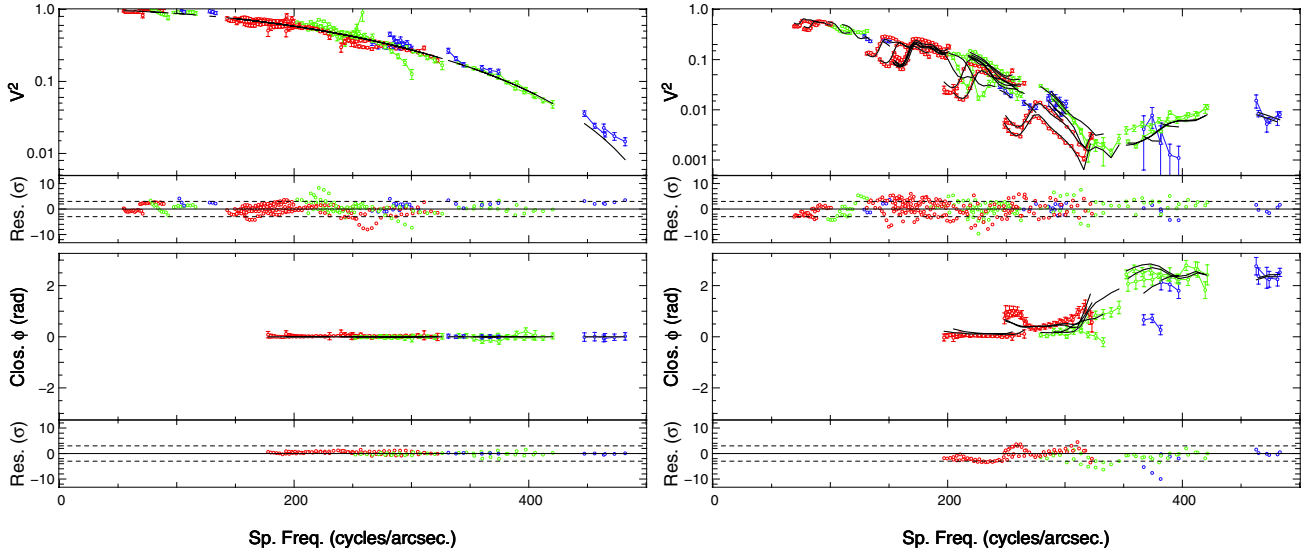 1.0
0.1
0.01
V²
10
0
−10
Res. (σ)
2
0
−2
Clos. ϕ (rad)
10
0
−10
Res. (σ)
0 200 400
Sp. Freq. (cycles/arcsec.)
1.0
0.1
0.01
0.001
V²
10
0
−10
Res. (σ)
2
0
−2
Clos. ϕ (rad)
10
0
−10
Res. (σ)
0 200 400
Sp. Freq. (cycles/arcsec.)